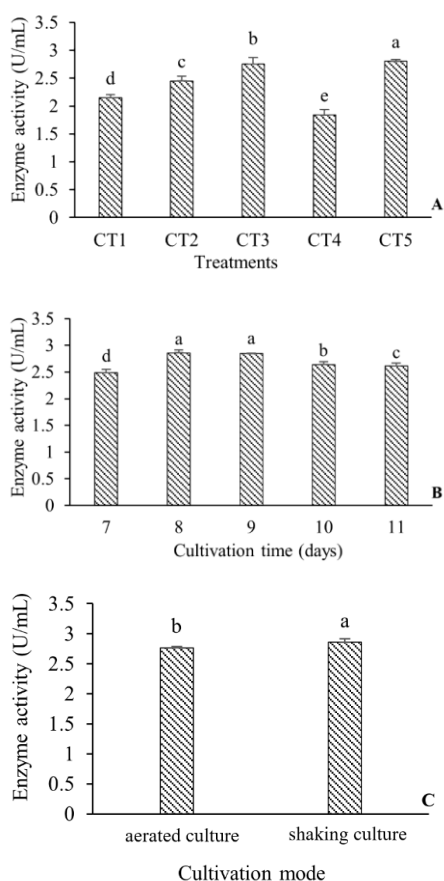 Enzyme activity (U/mL)
3.5
3
2.5
2
1.5
1
0.5
0
d
c
b
e
a
CT1 CT2 CT3 CT4 CT5
Treatments
A
Enzyme activity (U/mL)
3.5
3
2.5
2
1.5
1
0.5
0
d
a
a
b
c
7 8 9 10 11
Cultivation time (days)
B
Enzyme activity (U/mL)
3.5
3
2.5
2
1.5
1
0.5
0
b
a
aerated culture shaking culture
Cultivation mode
C